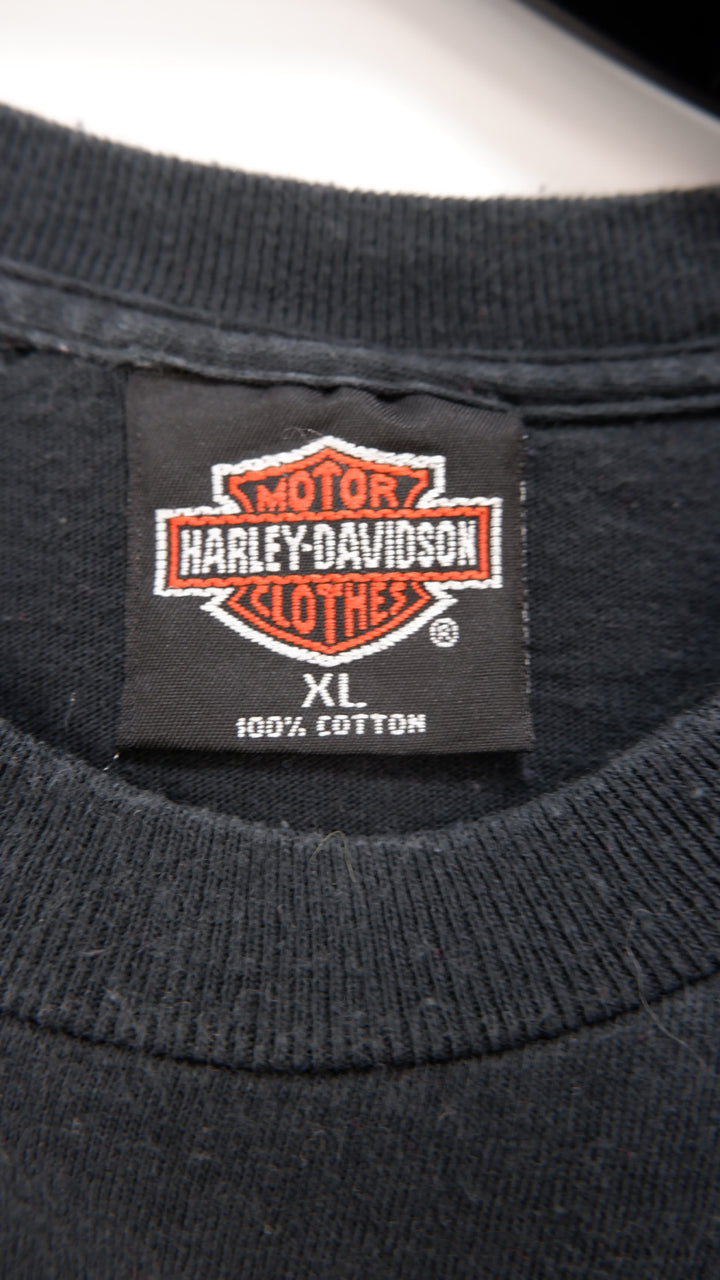 MOTOR
HARLEY-DAVIDSON
CLOTHES
®
XL
100% COTTON